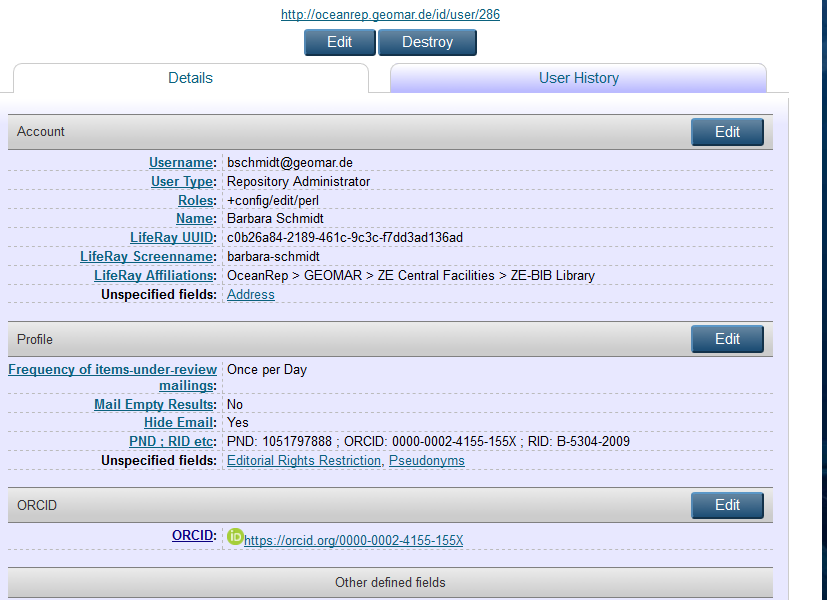 http://oceanrep.geomar.de/id/user/286
Edit Destroy
Details User History
Account Edit
Username: bschmidt@geomar.de
User Type: Repository Administrator
Roles: +config/edit/perl
Name: Barbara Schmidt
LifeRay UUID: c0b26a84-2189-461c-9c3c-f7dd3ad136ad
LifeRay Screenname: barbara-schmidt
LifeRay Affiliations: OceanRep > GEOMAR > ZE Central Facilities > ZE-BIB Library
Unspecified fields: Address
Profile Edit
Frequency of items-under-review Once per Day
mailings:
Mail Empty Results: No
Hide Email: Yes
PND ; RID etc: PND: 1051797888 ; ORCID: 0000-0002-4155-155X ; RID: B-5304-2009
Unspecified fields: Editorial Rights Restriction, Pseudonyms
ORCID Edit
ORCID: iD https://orcid.org/0000-0002-4155-155X
Other defined fields